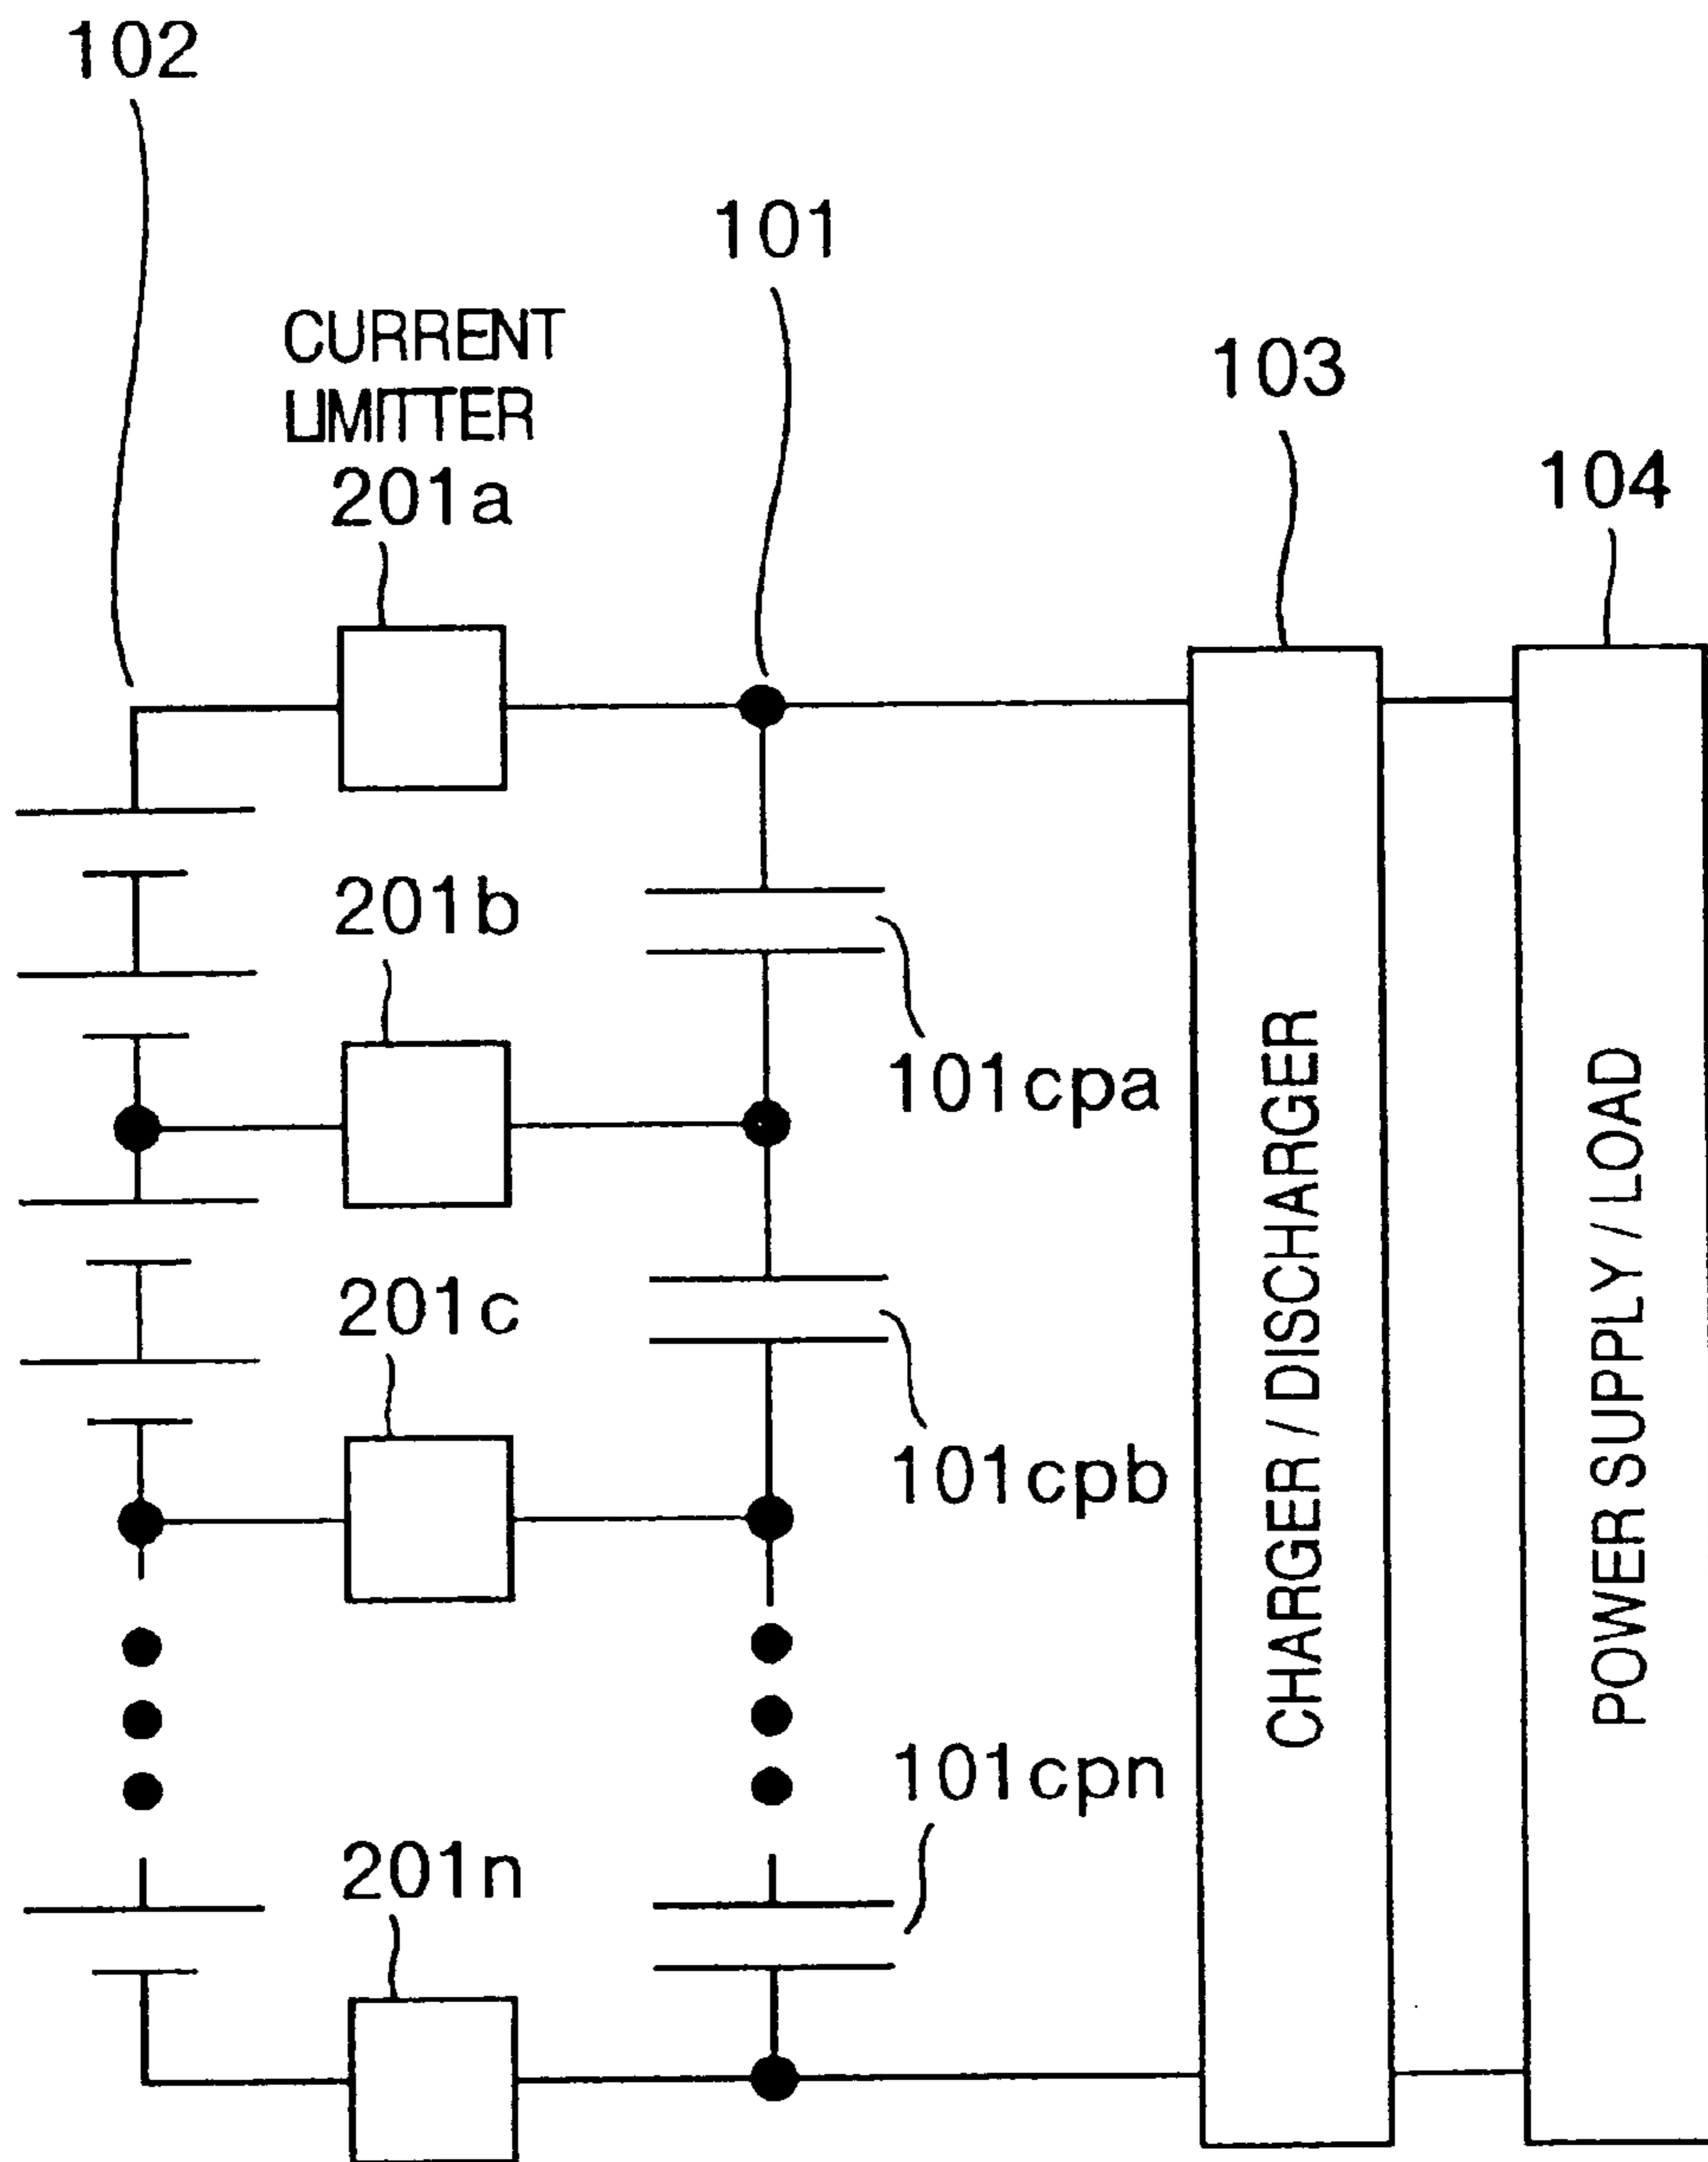 102
101
CURRENT
LIMITTER
201a
103
104
201b
101cpa
201c
101cpb
101cpn
201n
CHARGER / DISCHARGER
POWER SUPPLY / LOAD